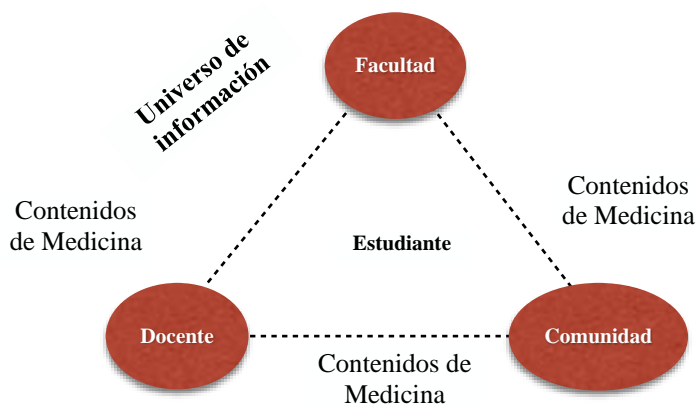 Universo de
información
Facultad
Contenidos
de Medicina
Contenidos
de Medicina
Estudiante
Docente
Comunidad
Contenidos de
Medicina